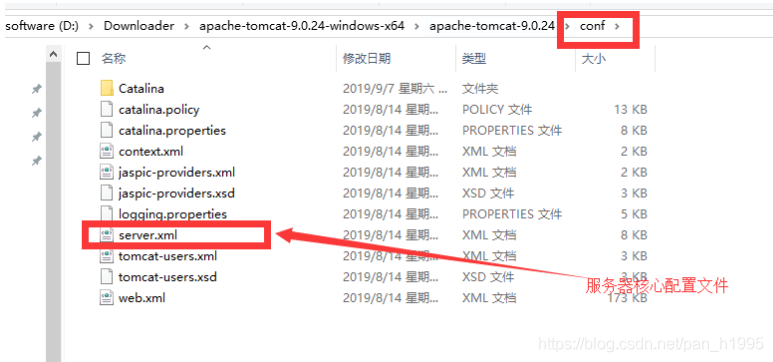 software (D:) › Downloader › apache-tomcat-9.0.24-windows-x64 › apache-tomcat-9.0.24 › conf ›
名称 修改日期 类型 大小
Catalina 2019/9/7 星期六 ... 文件夹
catalina.policy 2019/8/14 星期... POLICY 文件 13 KB
catalina.properties 2019/8/14 星期... PROPERTIES 文件 8 KB
context.xml 2019/8/14 星期... XML 文档 2 KB
jaspic-providers.xml 2019/8/14 星期... XML 文档 2 KB
jaspic-providers.xsd 2019/8/14 星期... XSD 文件 3 KB
logging.properties 2019/8/14 星期... PROPERTIES 文件 5 KB
server.xml 2019/8/14 星期... XML 文档 8 KB
tomcat-users.xml 2019/8/14 星期... XML 文档 3 KB
tomcat-users.xsd 2019/8/14 星期... XSD 文件 3 KB
服务器核心配置文件
web.xml 2019/8/14 星期... XML 文档 173 KB
https://blog.csdn.net/pan_h1995